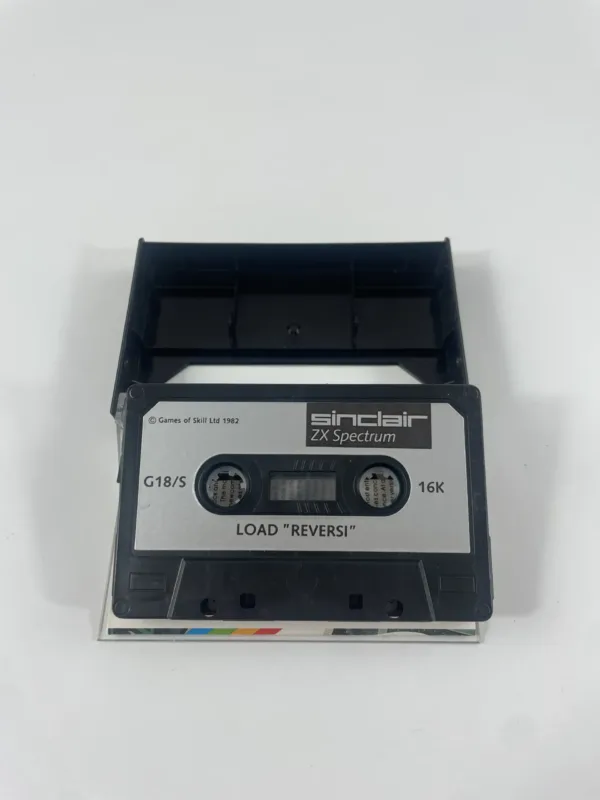 © Games of Skill Ltd 1982
sinclair
ZX Spectrum
G18/S
16K
LOAD "REVERSI"